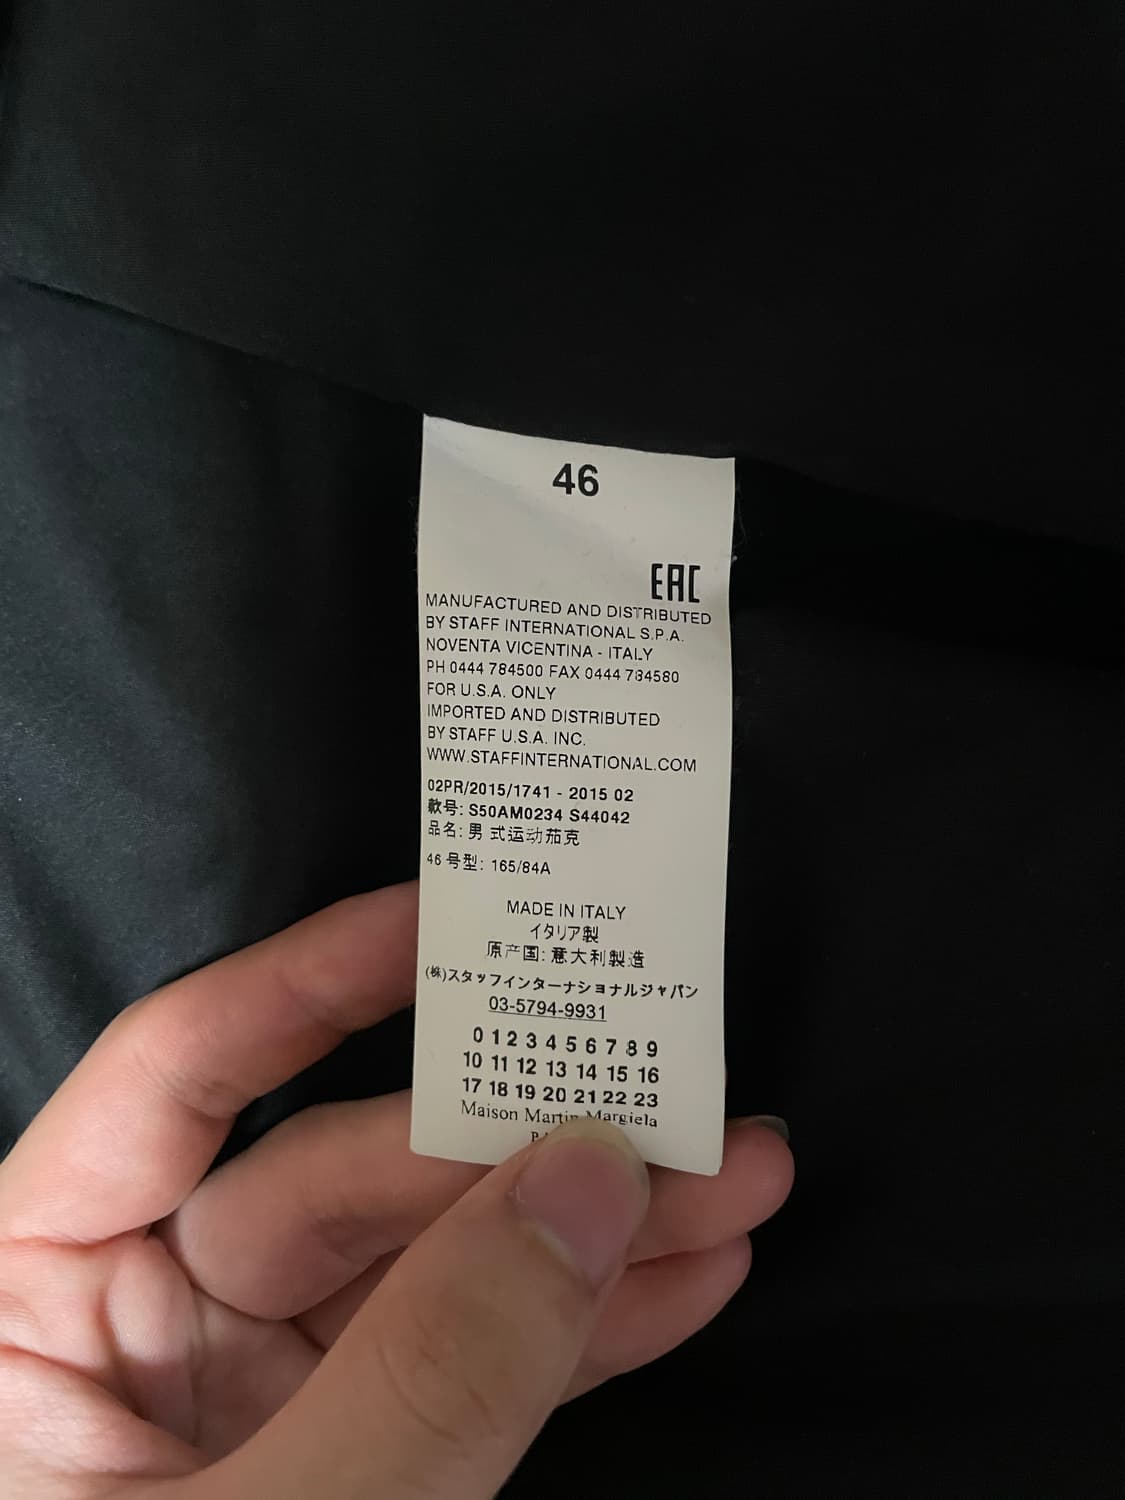 46
EAC
MANUFACTURED AND DISTRIBUTED
BY STAFF INTERNATIONAL S.P.A.
NOVENTA VICENTINA - ITALY
PH 0444 784500 FAX 0444 784580
FOR U.S.A. ONLY
IMPORTED AND DISTRIBUTED
BY STAFF U.S.A. INC.
WWW.STAFFINTERNATIONAL.COM
02PR/2015/1741 - 2015 02
款号: S50AM0234 S44042
品名: 男 式运动茄克
46 号型: 165/84A
MADE IN ITALY
イタリア製
原产国: 意大利製造
(株)スタッフインターナショナルジャパン
03-5794-9931
0 1 2 3 4 5 6 7 8 9
10 11 12 13 14 15 16
17 18 19 20 21 22 23
Maison Martin Margiela